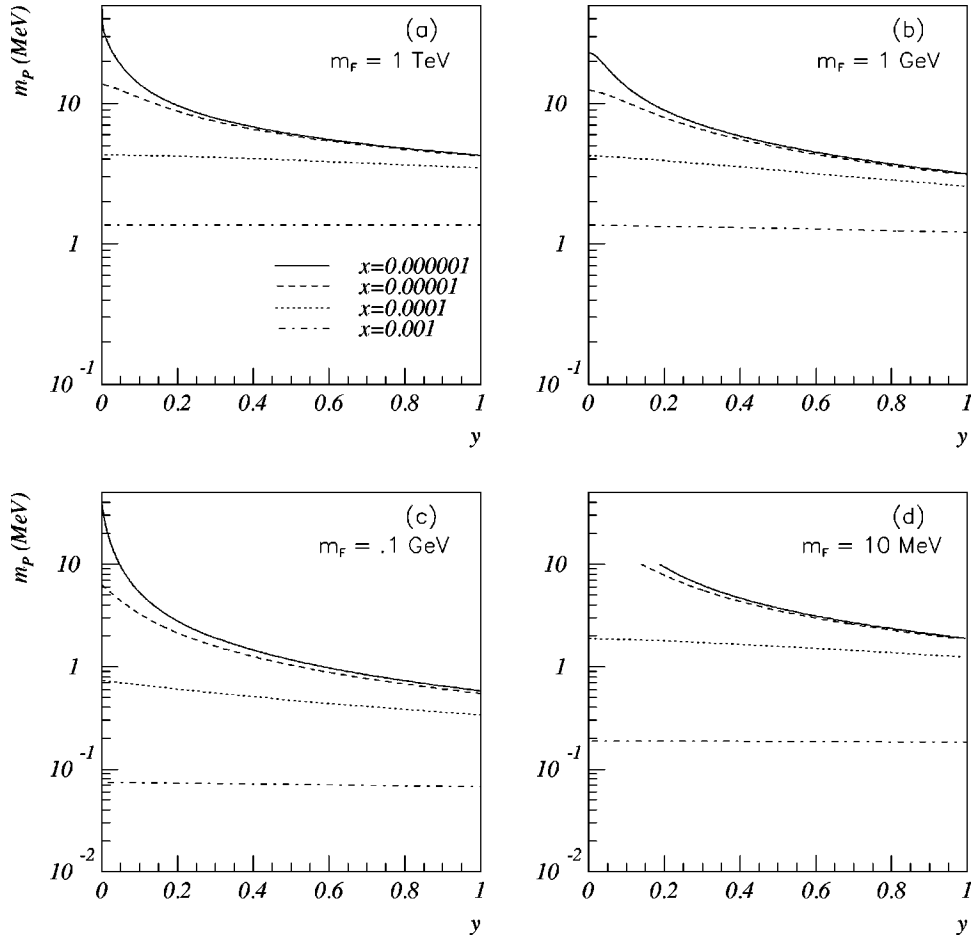 m_P (MeV)
(a)
m_F = 1 TeV
10
1
10^-1
x=0.000001
x=0.00001
x=0.0001
x=0.001
0 0.2 0.4 0.6 0.8 1
y
(b)
m_F = 1 GeV
10
1
10^-1
0 0.2 0.4 0.6 0.8 1
y
m_P (MeV)
(c)
m_F = .1 GeV
10
1
10^-1
10^-2
0 0.2 0.4 0.6 0.8 1
y
(d)
m_F = 10 MeV
10
1
10^-1
10^-2
0 0.2 0.4 0.6 0.8 1
y